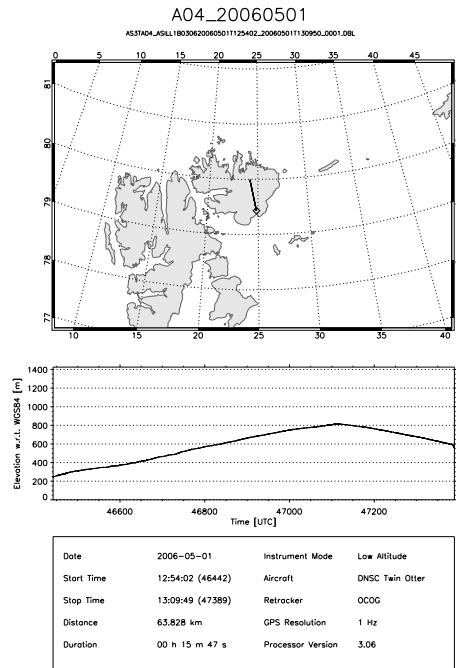 A04_20060501
AS3TA04_ASILL1B030620060501T125402_20060501T130950_0001.DBL
0 5 10 15 20 25 30 35 40 45
81
80
79
78
77
10 15 20 25 30 35 40
Elevation w.r.t. WGS84 [m]
1400
1200
1000
800
600
400
200
0
46600 46800 47000 47200
Time [UTC]
Date 2006-05-01 Instrument Mode Low Altitude
Start Time 12:54:02 (46442) Aircraft DNSC Twin Otter
Stop Time 13:09:49 (47389) Retracker OCOG
Distance 63.828 km GPS Resolution 1 Hz
Duration 00 h 15 m 47 s Processor Version 3.06